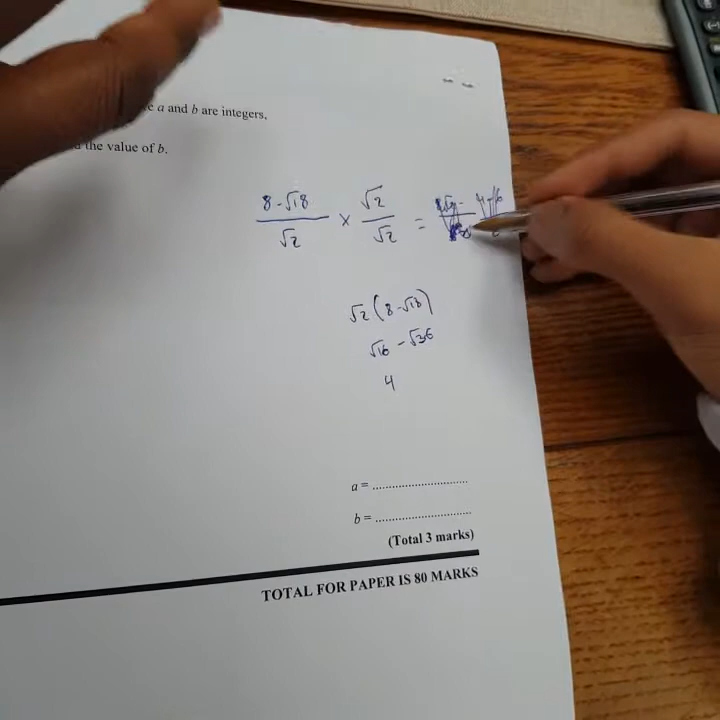 a and b are integers,
the value of b.
8 - √18 / √2 × √2 / √2 =
√2 (8 - √18)
√16 - √36
4
a = ..............................
b = ..............................
(Total 3 marks)
TOTAL FOR PAPER IS 80 MARKS